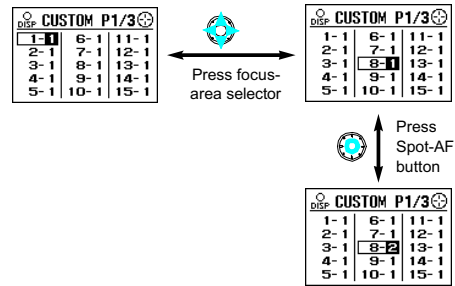 DISP CUSTOM P1/3
1-1 6-1 11-1
2-1 7-1 12-1
3-1 8-1 13-1
4-1 9-1 14-1
5-1 10-1 15-1
Press focus-
area selector
DISP CUSTOM P1/3
1-1 6-1 11-1
2-1 7-1 12-1
3-1 8-1 13-1
4-1 9-1 14-1
5-1 10-1 15-1
Press
Spot-AF
button
DISP CUSTOM P1/3
1-1 6-1 11-1
2-1 7-1 12-1
3-1 8-2 13-1
4-1 9-1 14-1
5-1 10-1 15-1